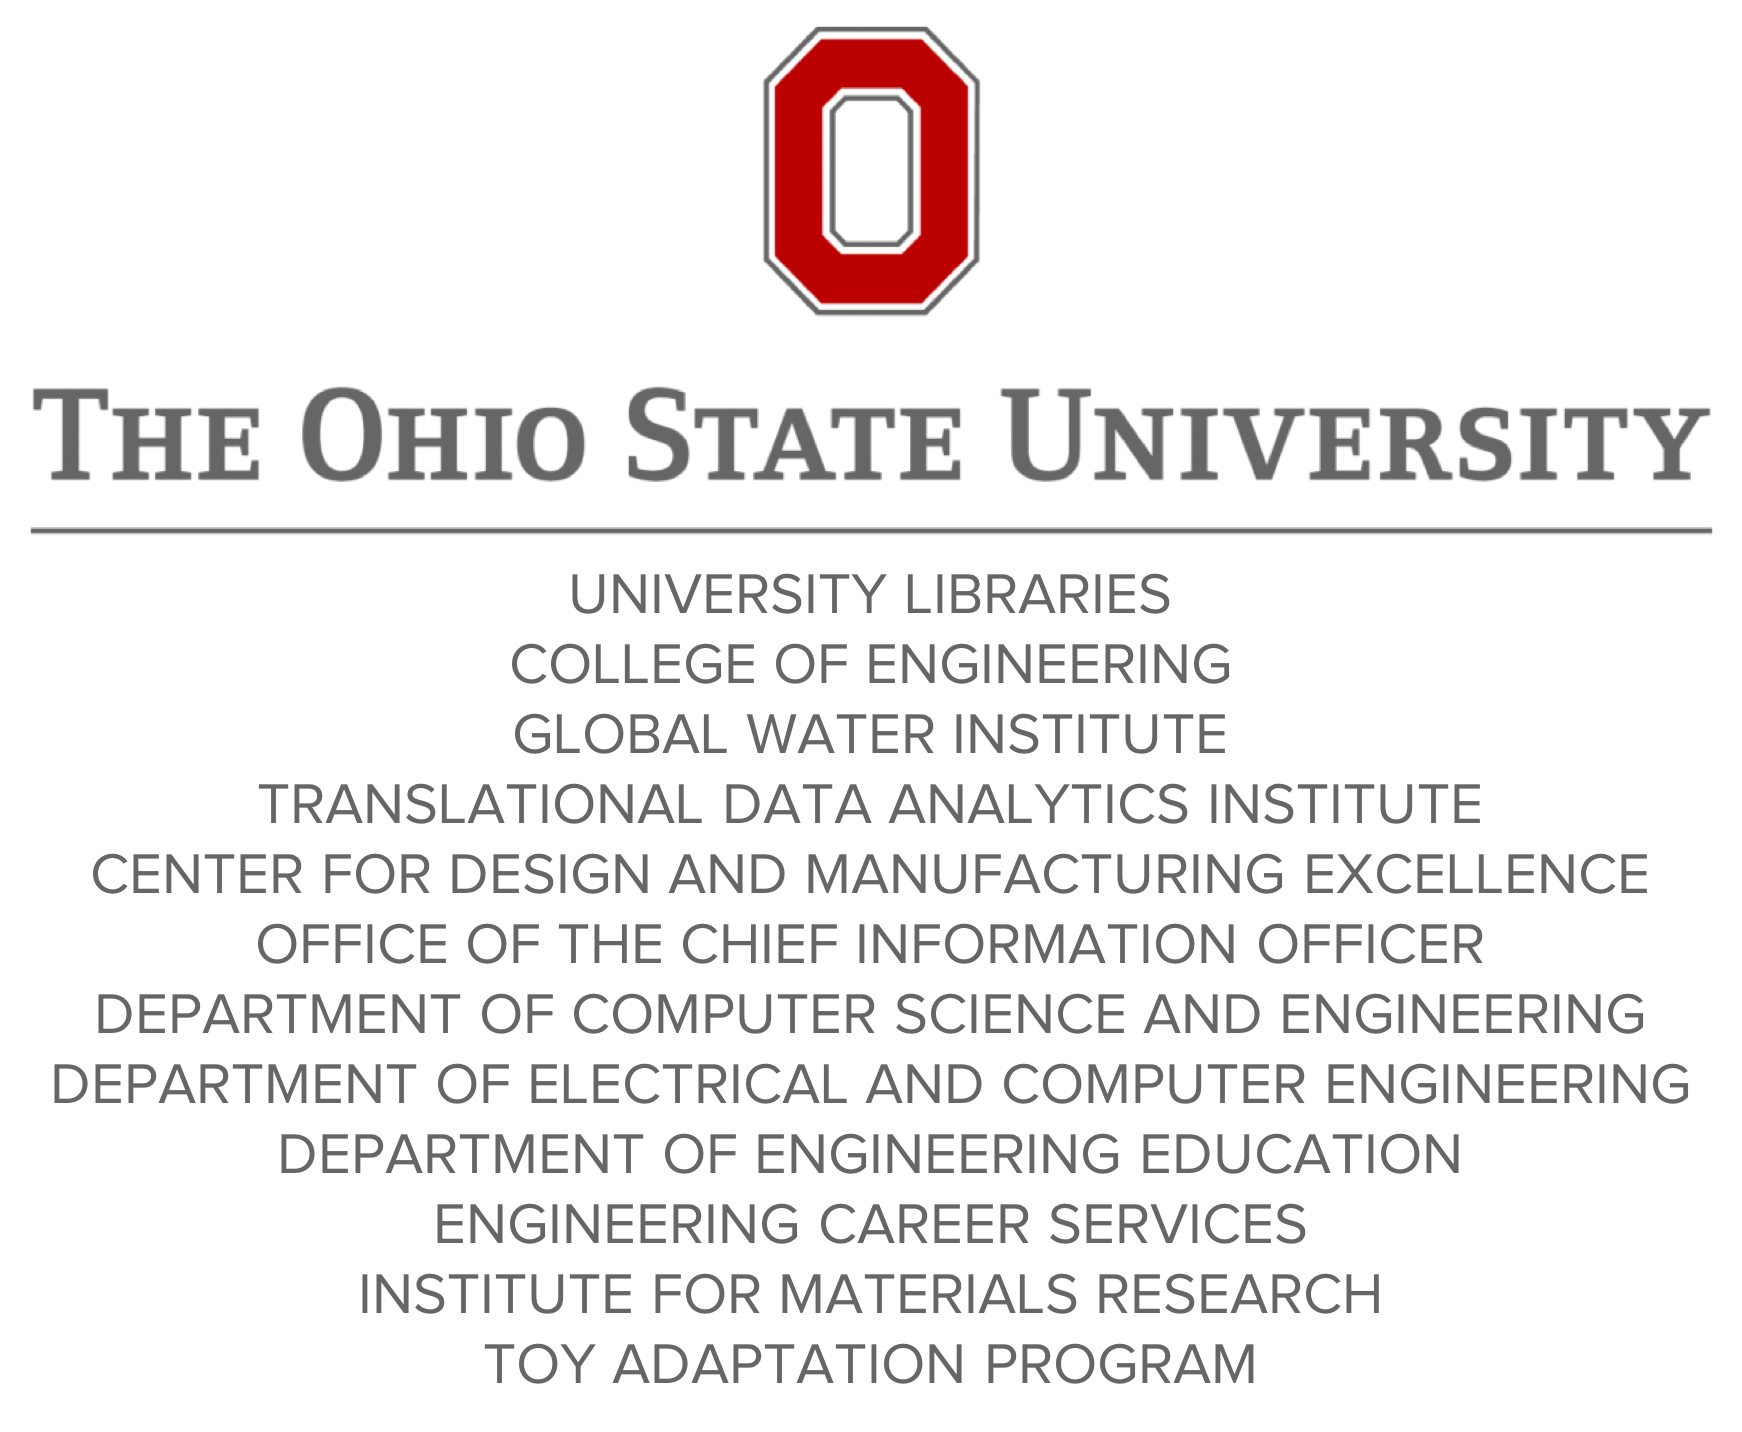 O
THE OHIO STATE UNIVERSITY
UNIVERSITY LIBRARIES
COLLEGE OF ENGINEERING
GLOBAL WATER INSTITUTE
TRANSLATIONAL DATA ANALYTICS INSTITUTE
CENTER FOR DESIGN AND MANUFACTURING EXCELLENCE
OFFICE OF THE CHIEF INFORMATION OFFICER
DEPARTMENT OF COMPUTER SCIENCE AND ENGINEERING
DEPARTMENT OF ELECTRICAL AND COMPUTER ENGINEERING
DEPARTMENT OF ENGINEERING EDUCATION
ENGINEERING CAREER SERVICES
INSTITUTE FOR MATERIALS RESEARCH
TOY ADAPTATION PROGRAM